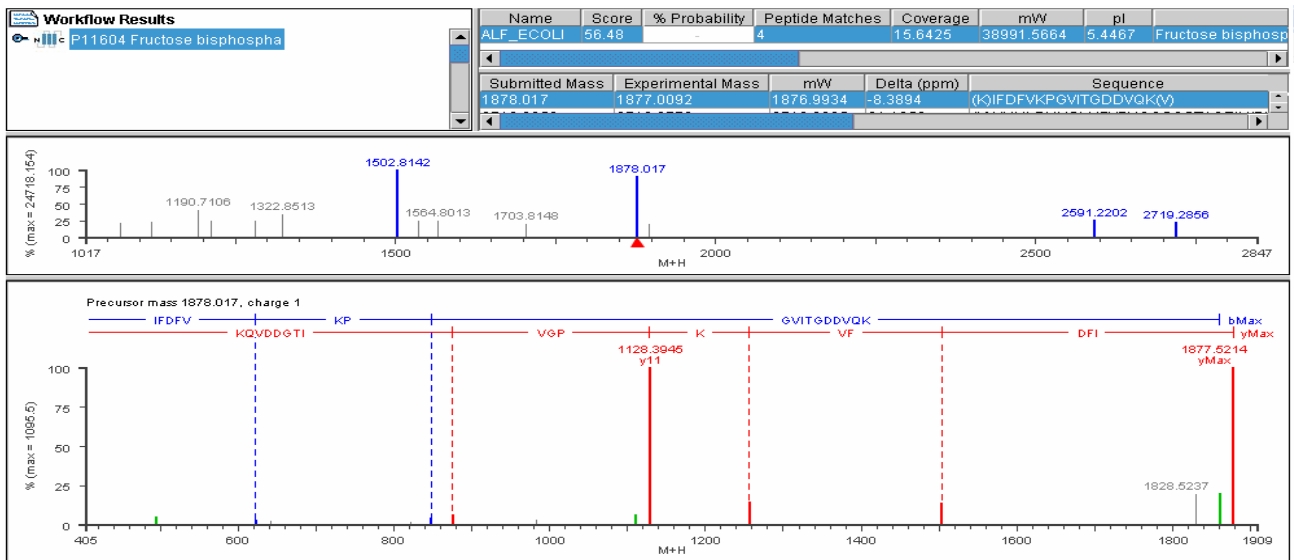 Workflow Results
P11604 Fructose bisphospha
Name Score % Probability Peptide Matches Coverage mW pI
ALF_ECOLI 56.48 - 4 15.6425 38991.5664 5.4467 Fructose bisphosp
Submitted Mass Experimental Mass mW Delta (ppm) Sequence
1878.017 1877.0092 1876.9934 -8.3894 (K)IFDFVKPGVITGDDVQK(V)
% (max = 24718.154)
100
75
50
25
0
1502.8142
1878.017
1190.7106
1322.8513
1564.8013
1703.8148
2591.2202
2719.2856
1017 1500 2000 2500 2847
M+H
Precursor mass 1878.017, charge 1
IFDFV KP GVITGDDVQK bMax
KQVDDGTI VGP K VF DFI yMax
1128.3945
y11
1877.5214
yMax
% (max = 1095.5)
100
75
50
25
0
1828.5237
405 600 800 1000 1200 1400 1600 1909
M+H